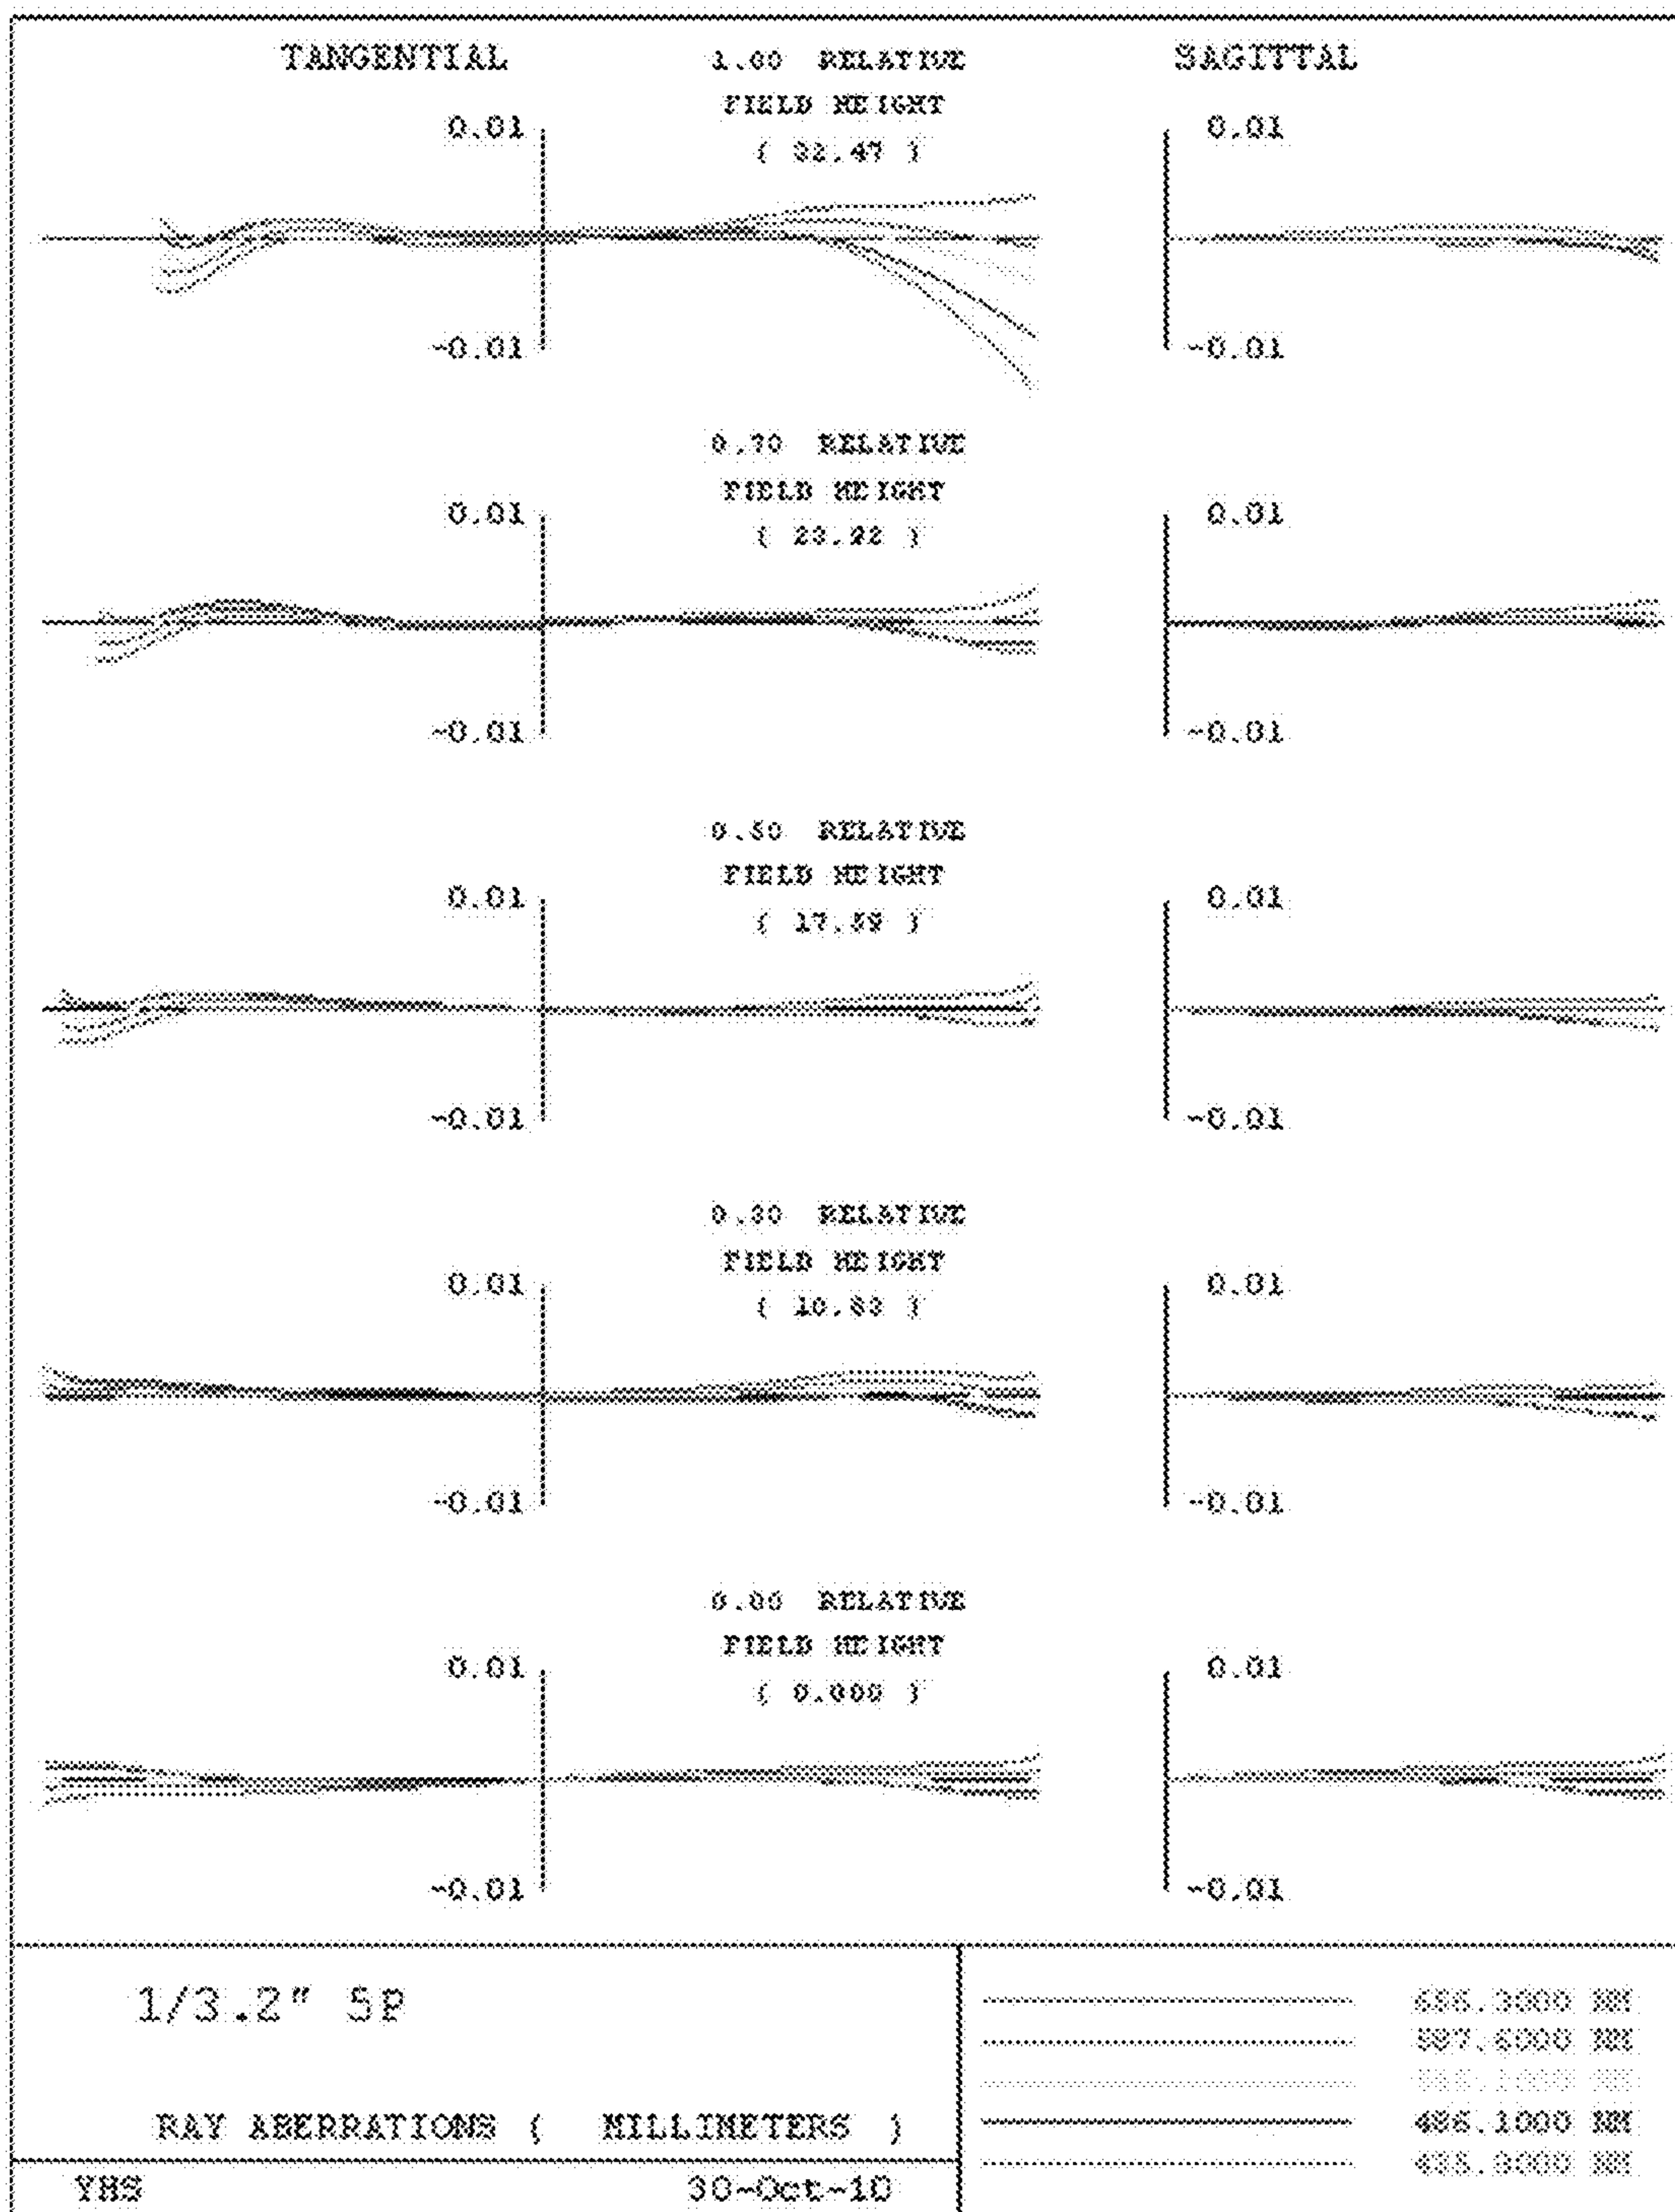 TANGENTIAL
1.00 RELATIVE
FIELD HEIGHT
( 32.47 )
SAGITTAL
0.01
0.01
-0.01
-0.01
0.70 RELATIVE
FIELD HEIGHT
( 23.22 )
0.01
0.01
-0.01
-0.01
0.50 RELATIVE
FIELD HEIGHT
( 17.59 )
0.01
0.01
-0.01
-0.01
0.30 RELATIVE
FIELD HEIGHT
( 10.83 )
0.01
0.01
-0.01
-0.01
0.00 RELATIVE
FIELD HEIGHT
( 0.000 )
0.01
0.01
-0.01
-0.01
1/3.2" 5P
RAY ABERRATIONS ( MILLIMETERS )
YHS
30-Oct-10
656.3000 NM
587.6000 NM
NM
486.1000 NM
NM